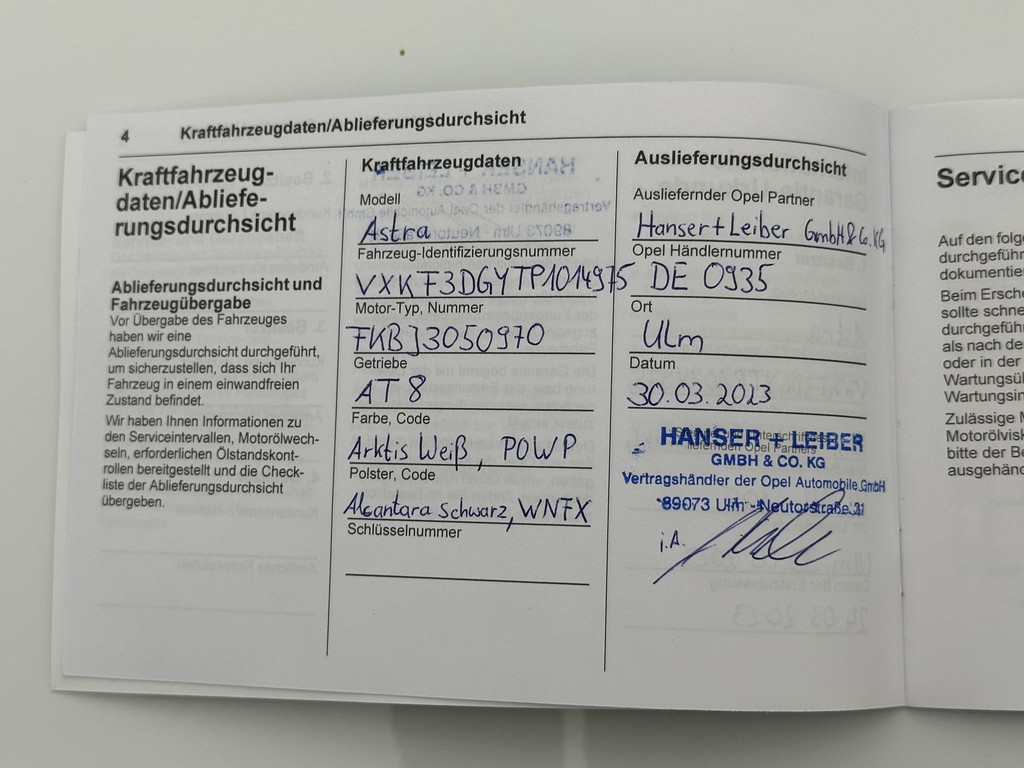 4 Kraftfahrzeugdaten/Ablieferungsdurchsicht
Kraftfahrzeug-
daten/Abliefe-
rungsdurchsicht
Ablieferungsdurchsicht und
Fahrzeugübergabe
Vor Übergabe des Fahrzeuges
haben wir eine
Ablieferungsdurchsicht durchgeführt,
um sicherzustellen, dass sich Ihr
Fahrzeug in einem einwandfreien
Zustand befindet.
Wir haben Ihnen Informationen zu
den Serviceintervallen, Motorölwech-
seln, erforderlichen Ölstandskont-
rollen bereitgestellt und die Check-
liste der Ablieferungsdurchsicht
übergeben.
Kraftfahrzeugdaten
Modell
Astra
Fahrzeug-Identifizierungsnummer
VXKF3DGYTP1014975
Motor-Typ, Nummer
FKBJ3050970
Getriebe
AT 8
Farbe, Code
Arktis Weiß, POWP
Polster, Code
Alcantara Schwarz, WNFX
Schlüsselnummer
Auslieferungsdurchsicht
Ausliefernder Opel Partner
Hanser+Leiber GmbH & Co. KG
Opel Händlernummer
DE 0935
Ort
Ulm
Datum
30.03.2023
HANSER + LEIBER
GMBH & CO. KG
Vertragshändler der Opel Automobile GmbH
89073 Ulm - Neutorstraße 31
i.A.
Service
Auf den folge
durchgeführ
dokumentie
Beim Ersche
sollte schne
durchgeführ
als nach de
oder in der
Wartungsü
Wartungsin
Zulässige M
Motorölvisk
bitte der Be
ausgehänd